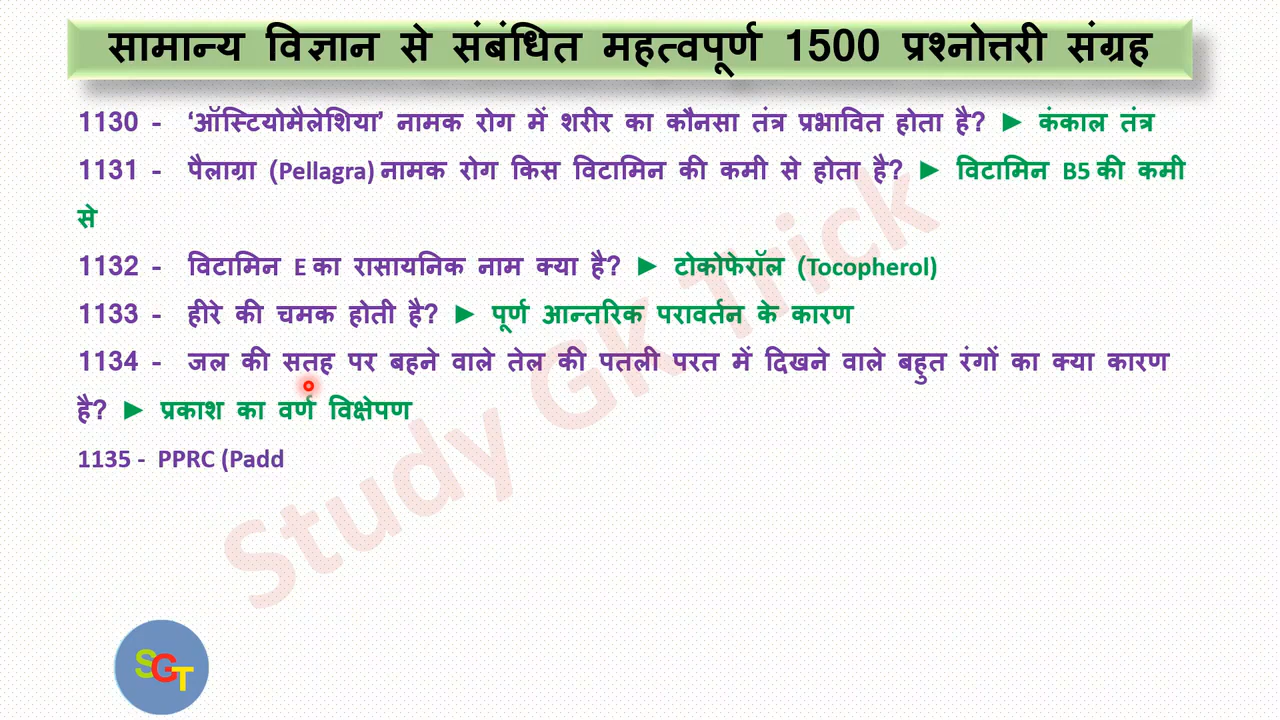 सामान्य विज्ञान से संबंधित महत्वपूर्ण 1500 प्रश्नोत्तरी संग्रह
1130 - ‘ऑस्टियोमैलेशिया’ नामक रोग में शरीर का कौनसा तंत्र प्रभावित होता है? ► कंकाल तंत्र
1131 - पैलाग्रा (Pellagra) नामक रोग किस विटामिन की कमी से होता है? ► विटामिन B5 की कमी
से
1132 - विटामिन E का रासायनिक नाम क्या है? ► टोकोफेरॉल (Tocopherol)
1133 - हीरे की चमक होती है? ► पूर्ण आन्तरिक परावर्तन के कारण
1134 - जल की सतह पर बहने वाले तेल की पतली परत में दिखने वाले बहुत रंगों का क्या कारण
है? ► प्रकाश का वर्ण विक्षेपण
1135 - PPRC (Padd
Study GK Trick
SGT